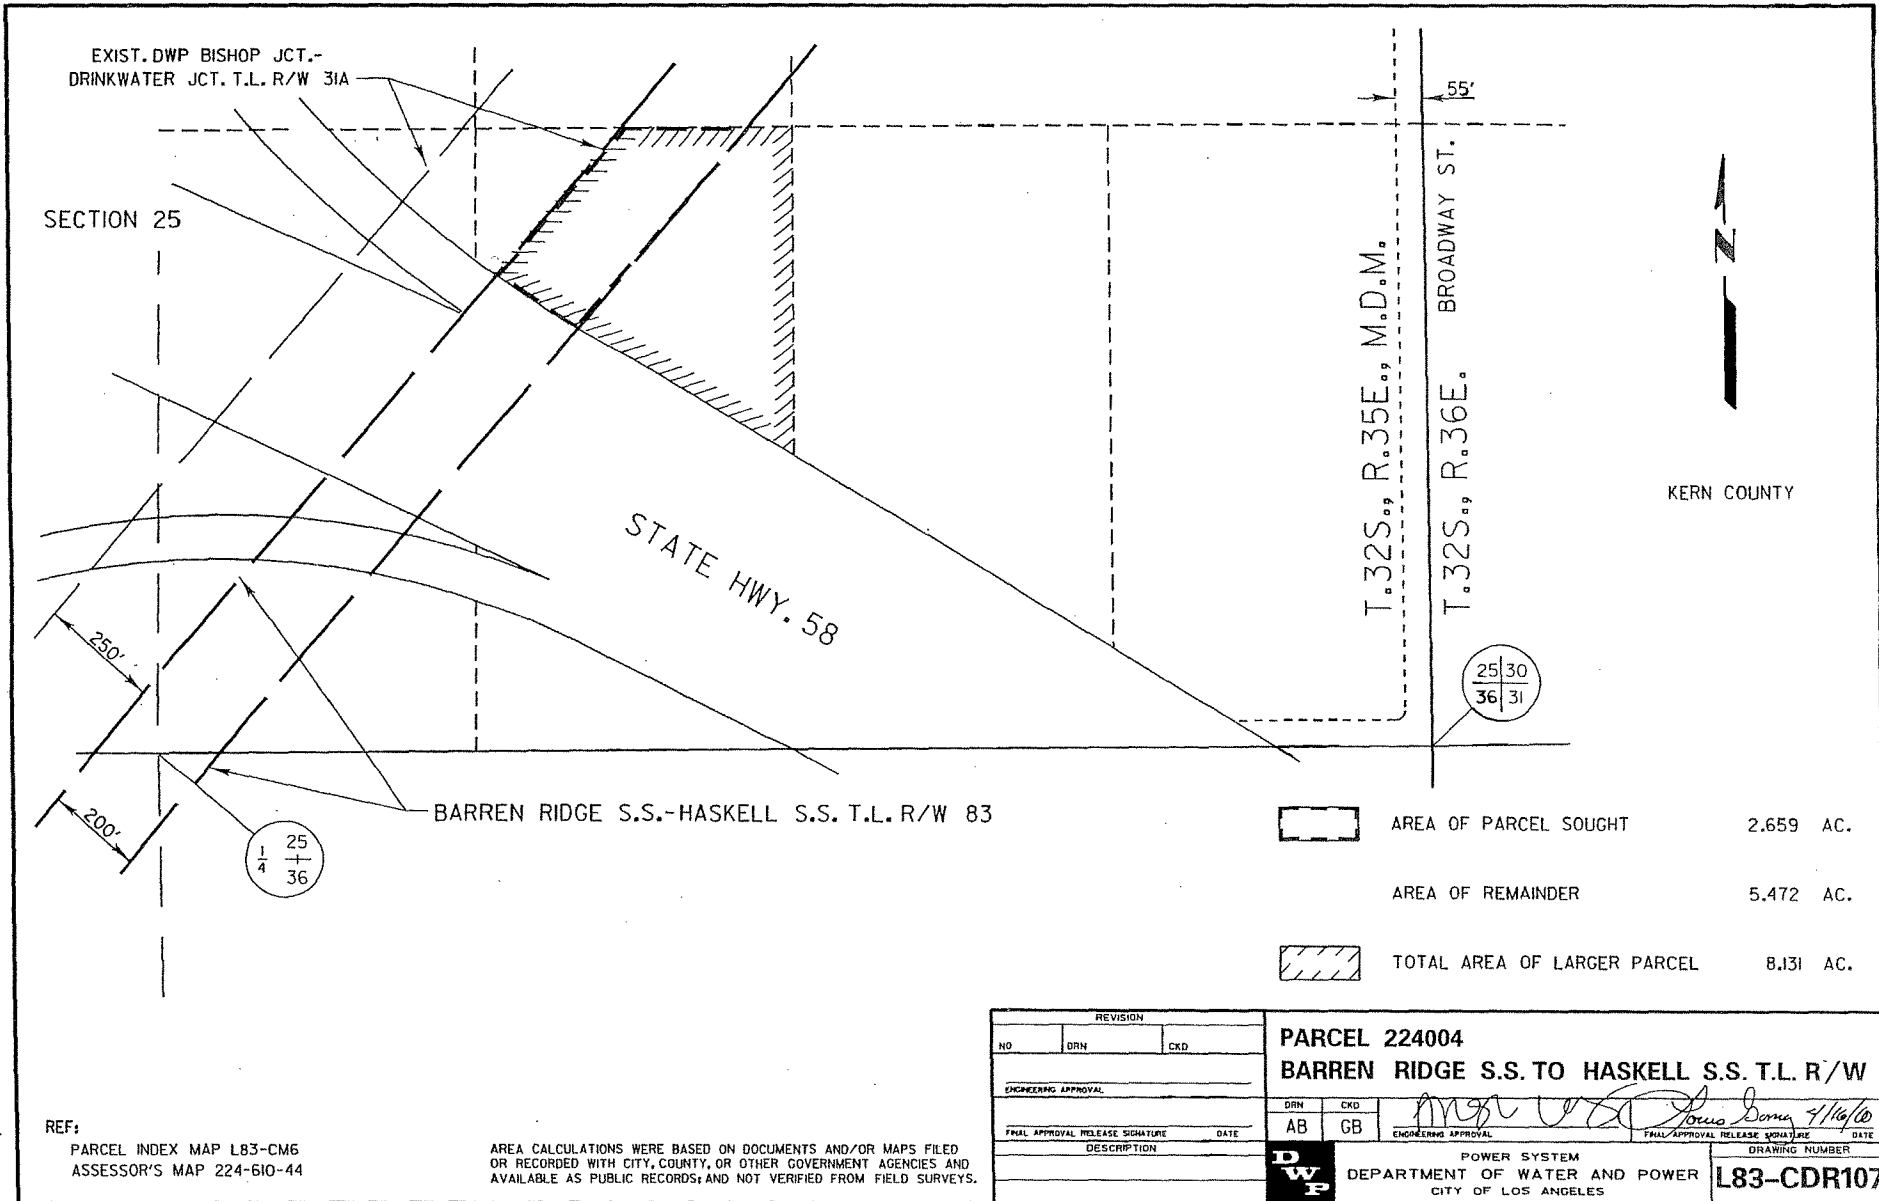 EXIST. DWP BISHOP JCT.-
DRINKWATER JCT. T.L. R/W 31A
SECTION 25
55'
BROADWAY ST.
T.32S., R.35E., M.D.M.
T.32S., R.36E.
N
KERN COUNTY
STATE HWY. 58
250'
200'
25 30
36 31
BARREN RIDGE S.S.-HASKELL S.S. T.L. R/W 83
1/4 25
36
AREA OF PARCEL SOUGHT 2.659 AC.
AREA OF REMAINDER 5.472 AC.
TOTAL AREA OF LARGER PARCEL 8.131 AC.
REVISION
NO DRN CKD
ENGINEERING APPROVAL
FINAL APPROVAL RELEASE SIGNATURE DATE
DESCRIPTION
PARCEL 224004
BARREN RIDGE S.S. TO HASKELL S.S. T.L. R/W
DRN CKD
AB GB
ENGINEERING APPROVAL
FINAL APPROVAL RELEASE SIGNATURE DATE
DWP
POWER SYSTEM
DEPARTMENT OF WATER AND POWER
CITY OF LOS ANGELES
DRAWING NUMBER
L83-CDR107
REF:
PARCEL INDEX MAP L83-CM6
ASSESSOR'S MAP 224-610-44
AREA CALCULATIONS WERE BASED ON DOCUMENTS AND/OR MAPS FILED
OR RECORDED WITH CITY, COUNTY, OR OTHER GOVERNMENT AGENCIES AND
AVAILABLE AS PUBLIC RECORDS; AND NOT VERIFIED FROM FIELD SURVEYS.